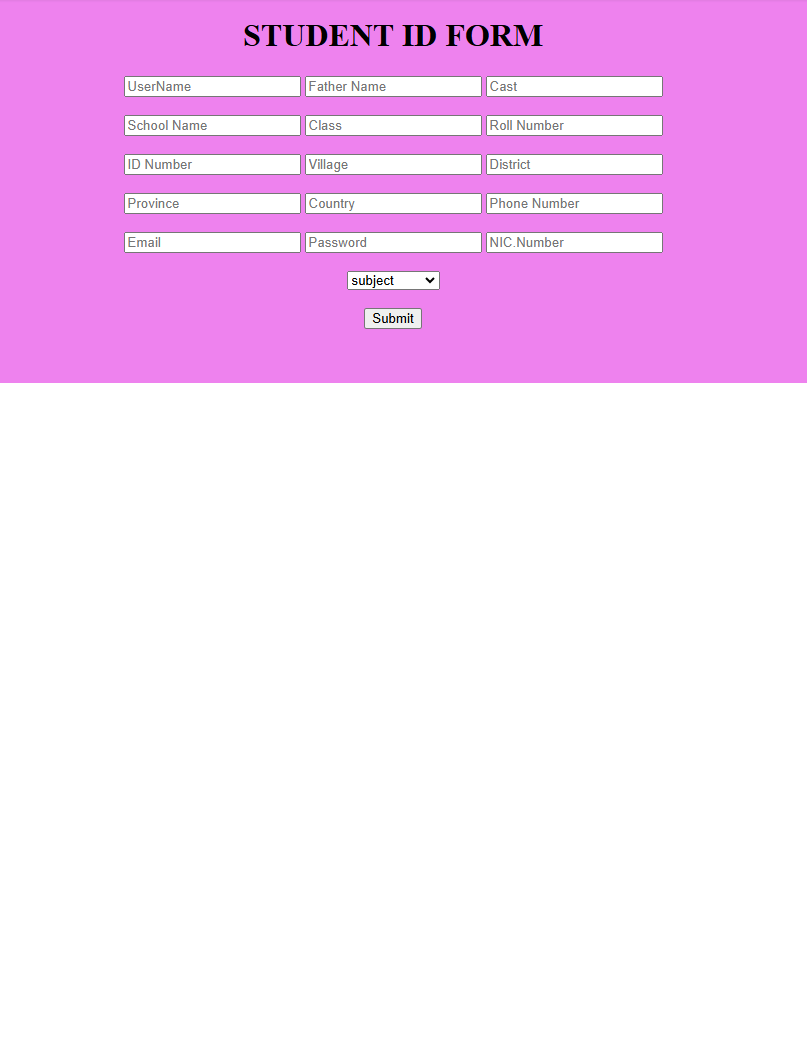 STUDENT ID FORM
UserName Father Name Cast
School Name Class Roll Number
ID Number Village District
Province Country Phone Number
Email Password NIC.Number
subject
Submit